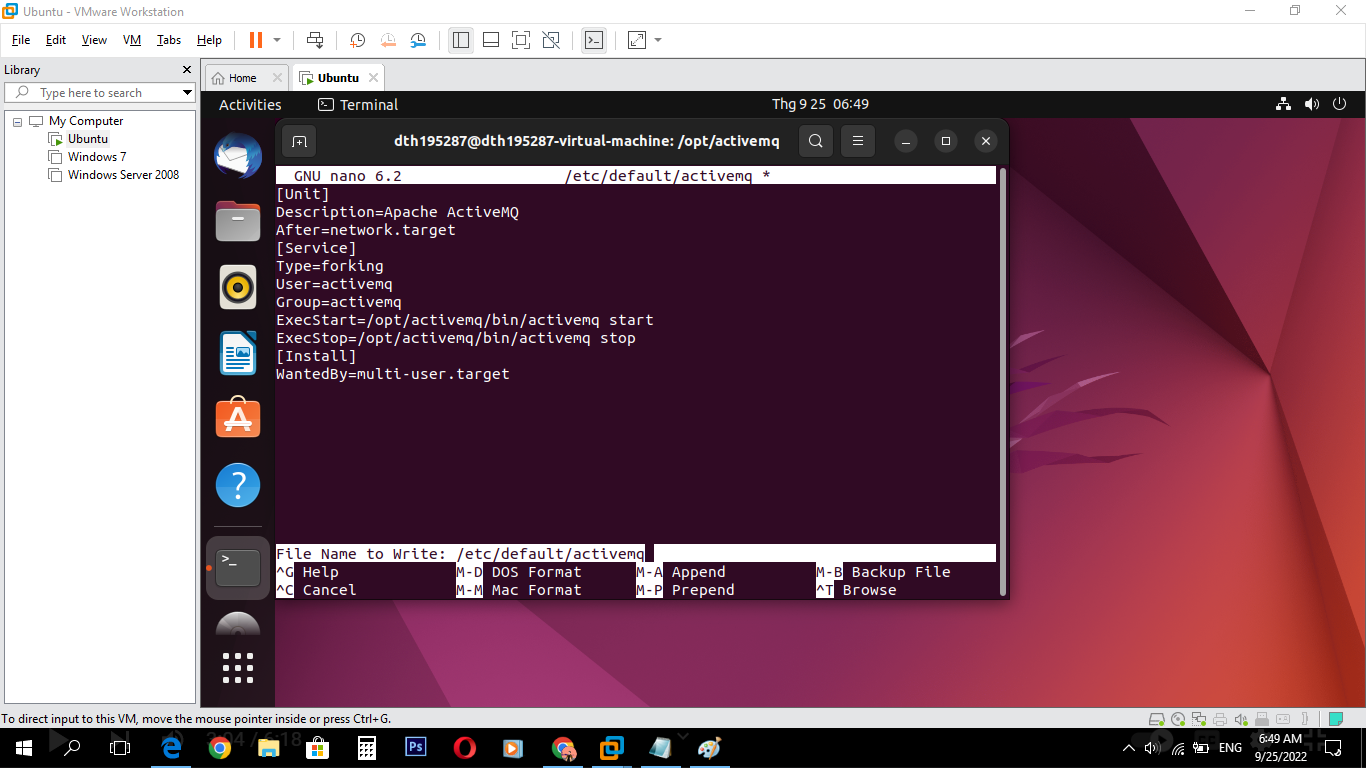 Ubuntu - VMware Workstation
File Edit View VM Tabs Help
Library
Type here to search
My Computer
Ubuntu
Windows 7
Windows Server 2008
Home
Ubuntu
Activities
Terminal
Thg 9 25 06:49
dth195287@dth195287-virtual-machine: /opt/activemq
GNU nano 6.2 /etc/default/activemq *
[Unit]
Description=Apache ActiveMQ
After=network.target
[Service]
Type=forking
User=activemq
Group=activemq
ExecStart=/opt/activemq/bin/activemq start
ExecStop=/opt/activemq/bin/activemq stop
[Install]
WantedBy=multi-user.target
File Name to Write: /etc/default/activemq
^G Help M-D DOS Format M-A Append M-B Backup File
^C Cancel M-M Mac Format M-P Prepend ^T Browse
To direct input to this VM, move the mouse pointer inside or press Ctrl+G.
2:04 / 6:18
Ps
ENG
6:49 AM
9/25/2022